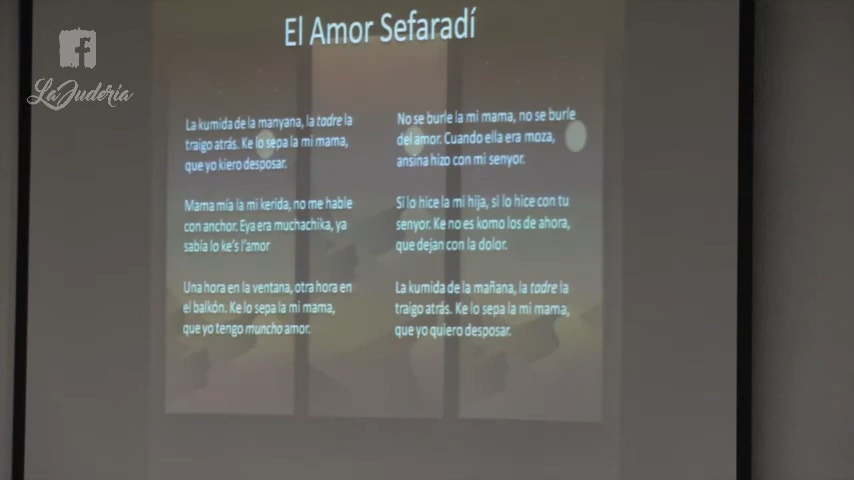 El Amor Sefaradí
f
LaJuderia
La kumida de la manyana, la tadre la
traigo atrás. Ke lo sepa la mi mama,
que yo kiero desposar.
Mama mía la mi kerida, no me hable
con anchor. Eya era muchachika, ya
sabía lo ke's l'amor
Una hora en la ventana, otra hora en
el balkón. Ke lo sepa la mi mama,
que yo tengo muncho amor.
No se burle la mi mama, no se burle
del amor. Cuando ella era moza,
ansina hizo con mi senyor.
Si lo hice la mi hija, si lo hice con tu
senyor. Ke no es komo los de ahora,
que dejan con la dolor.
La kumida de la mañana, la tadre la
traigo atrás. Ke lo sepa la mi mama,
que yo quiero desposar.